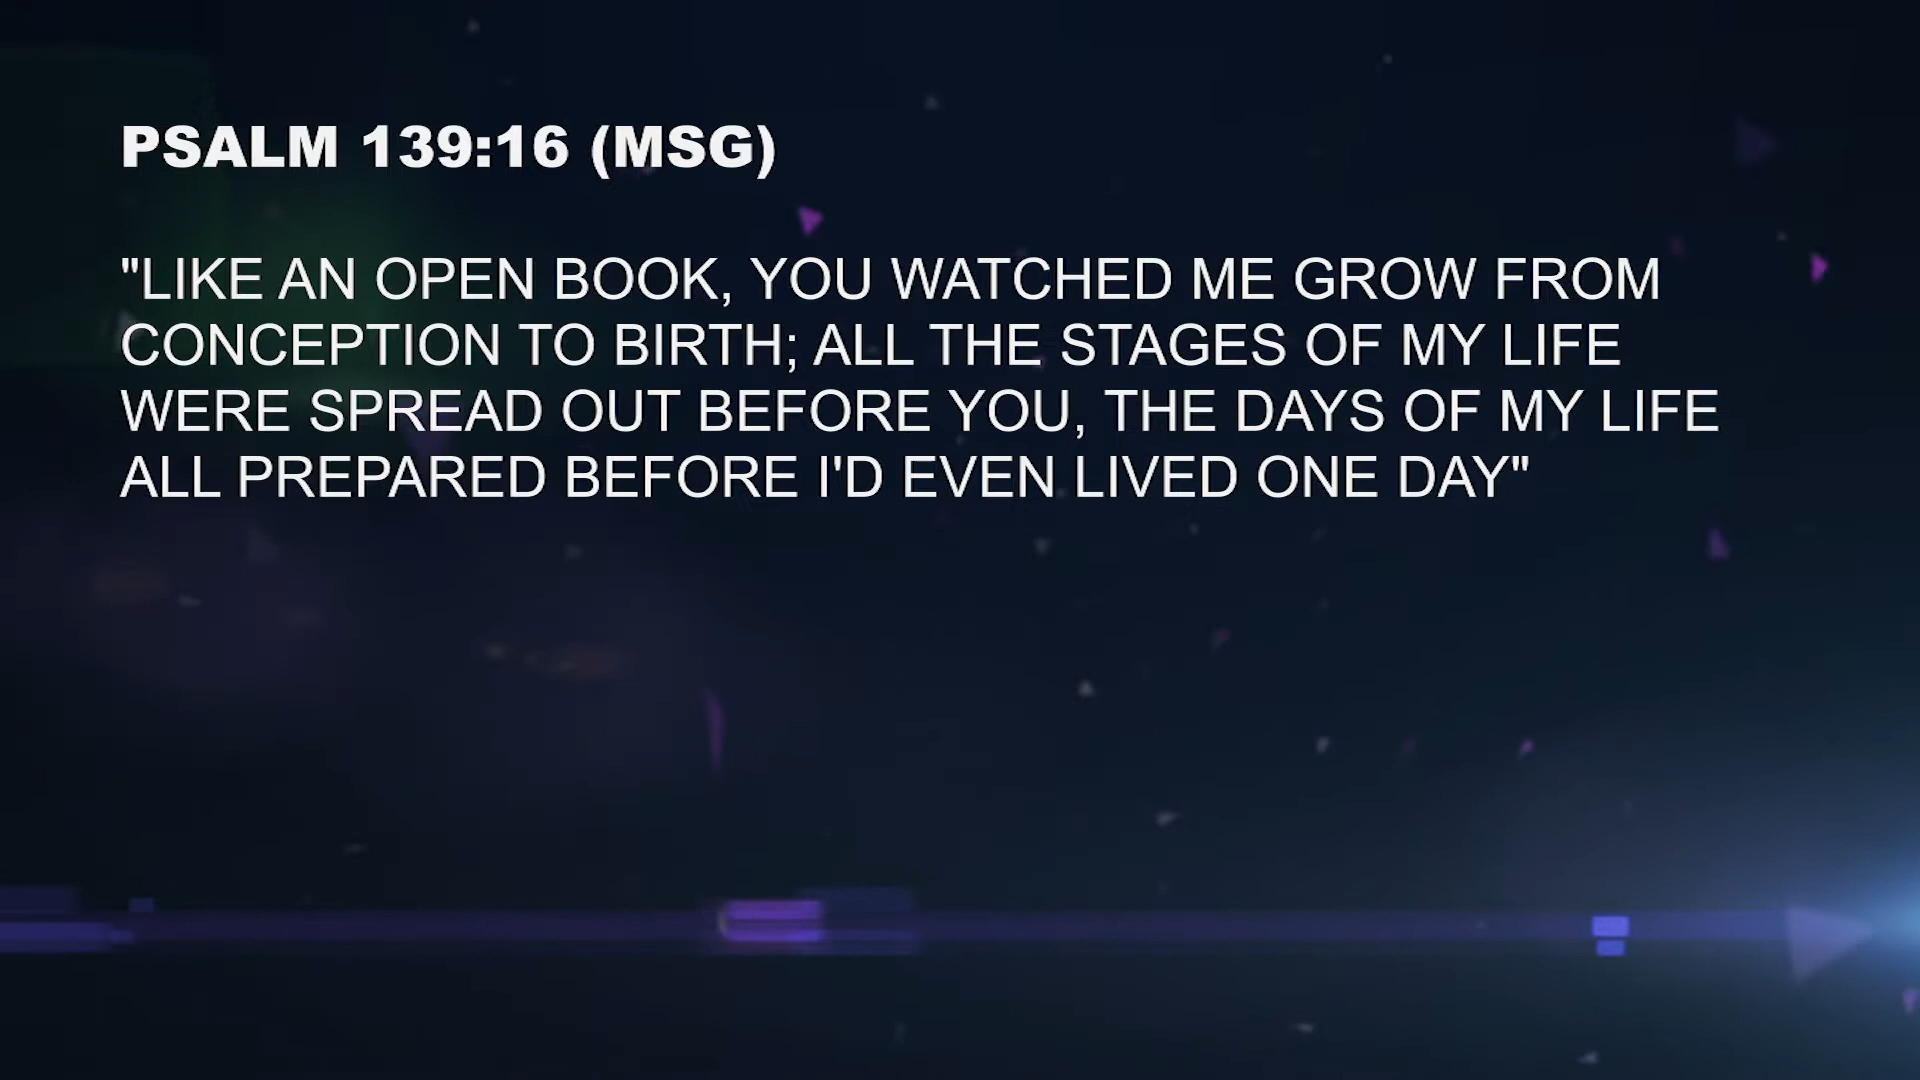 PSALM 139:16 (MSG)
"LIKE AN OPEN BOOK, YOU WATCHED ME GROW FROM
CONCEPTION TO BIRTH; ALL THE STAGES OF MY LIFE
WERE SPREAD OUT BEFORE YOU, THE DAYS OF MY LIFE
ALL PREPARED BEFORE I'D EVEN LIVED ONE DAY"